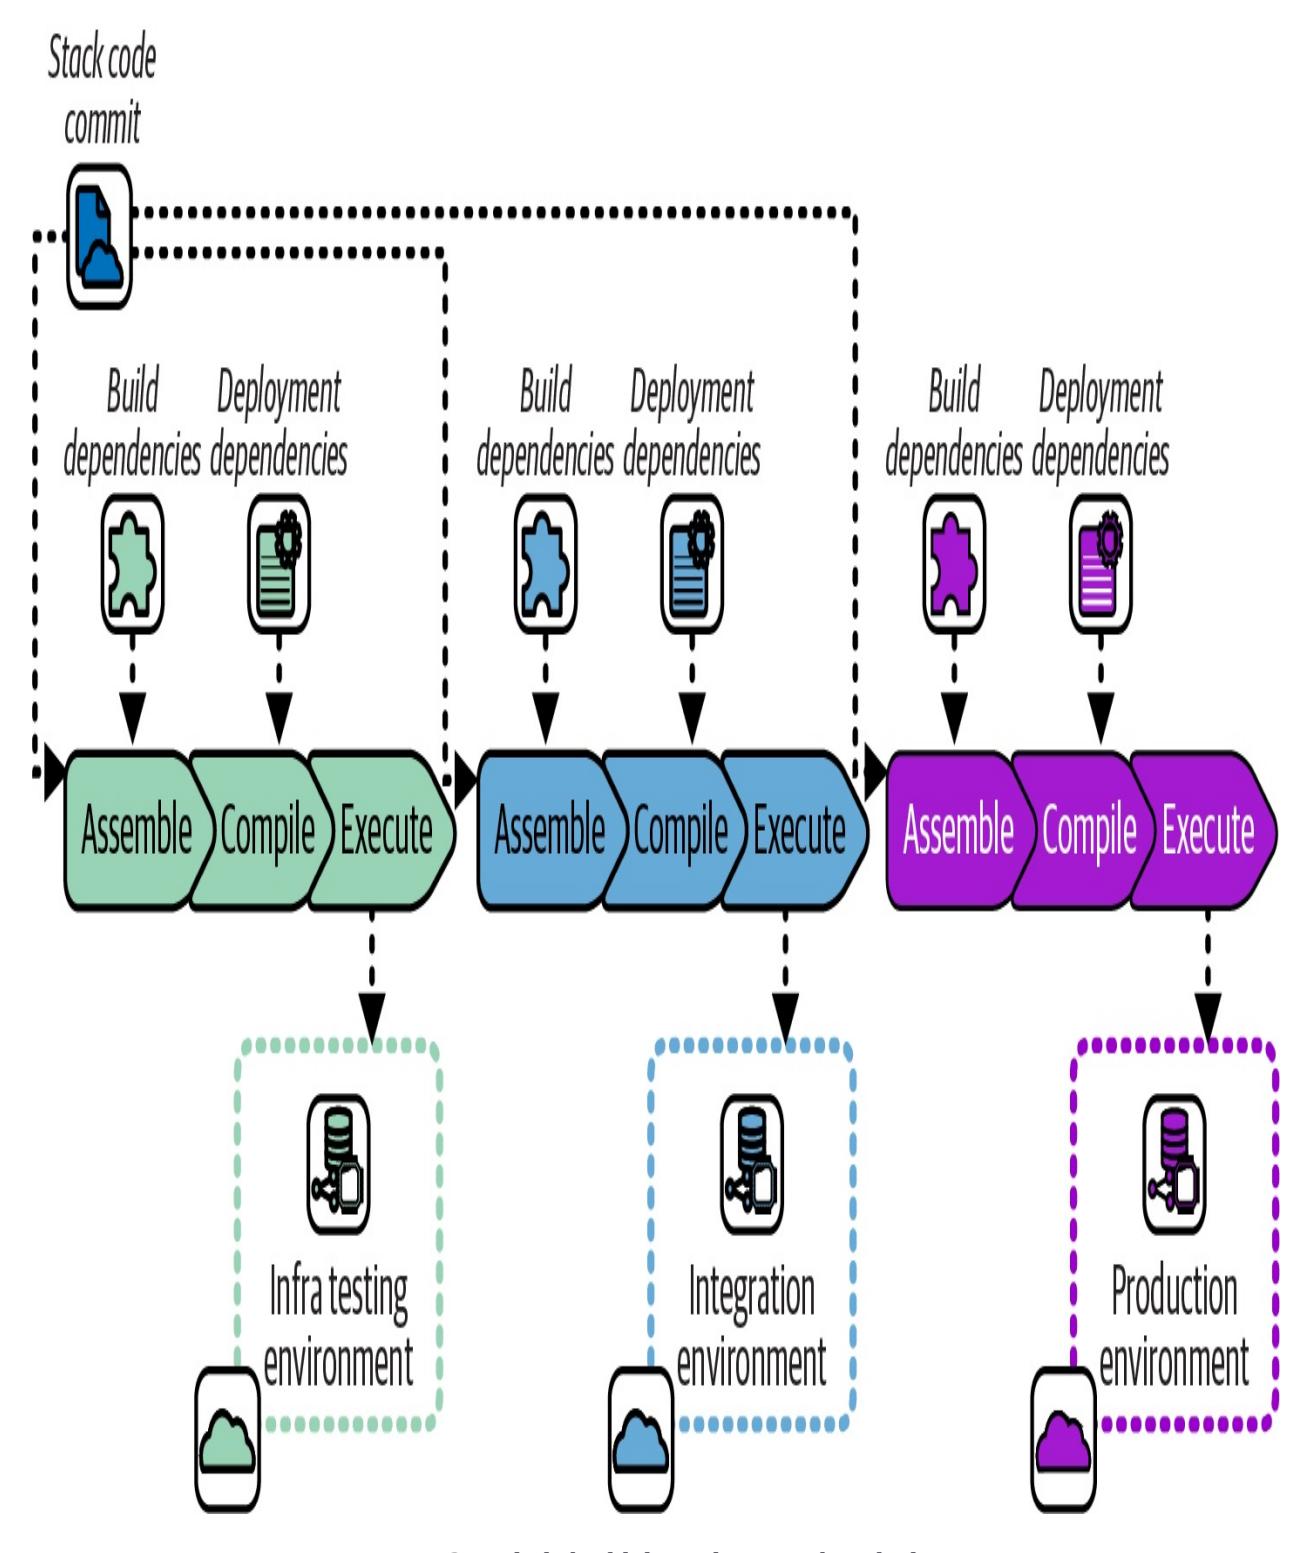 Stack code
commit
Build
dependencies
Deployment
dependencies
Build
dependencies
Deployment
dependencies
Build
dependencies
Deployment
dependencies
Assemble
Compile
Execute
Assemble
Compile
Execute
Assemble
Compile
Execute
Infra testing
environment
Integration
environment
Production
environment